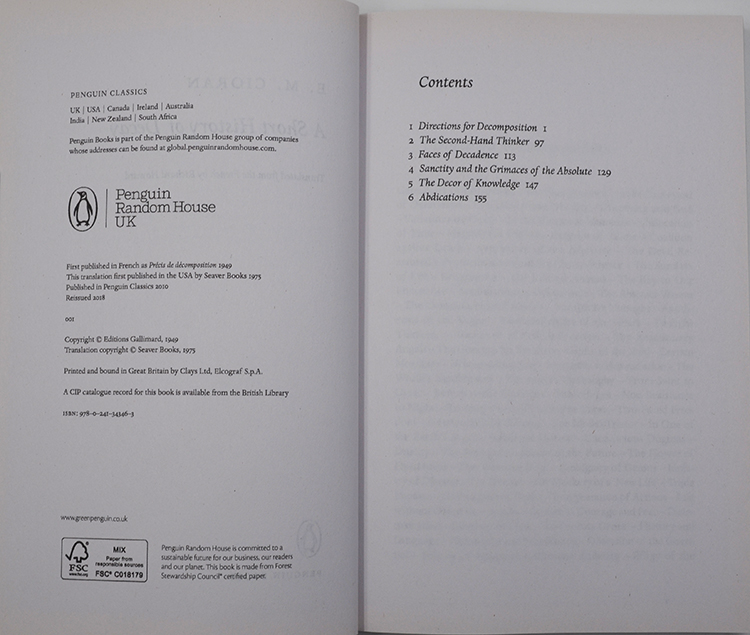 PENGUIN CLASSICS
UK | USA | Canada | Ireland | Australia
India | New Zealand | South Africa
Penguin Books is part of the Penguin Random House group of companies
whose addresses can be found at global.penguinrandomhouse.com.
Penguin
Random House
UK
First published in French as Précis de décomposition 1949
This translation first published in the USA by Seaver Books 1975
Published in Penguin Classics 2010
Reissued 2018
001
Copyright © Editions Gallimard, 1949
Translation copyright © Seaver Books, 1975
Printed and bound in Great Britain by Clays Ltd, Elcograf S.p.A.
A CIP catalogue record for this book is available from the British Library
ISBN: 978-0-241-34346-3
www.greenpenguin.co.uk
FSC
www.fsc.org
MIX
Paper from
responsible sources
FSC® C018179
Penguin Random House is committed to a
sustainable future for our business, our readers
and our planet. This book is made from Forest
Stewardship Council® certified paper.
Contents
1 Directions for Decomposition 1
2 The Second-Hand Thinker 97
3 Faces of Decadence 113
4 Sanctity and the Grimaces of the Absolute 129
5 The Decor of Knowledge 147
6 Abdications 155